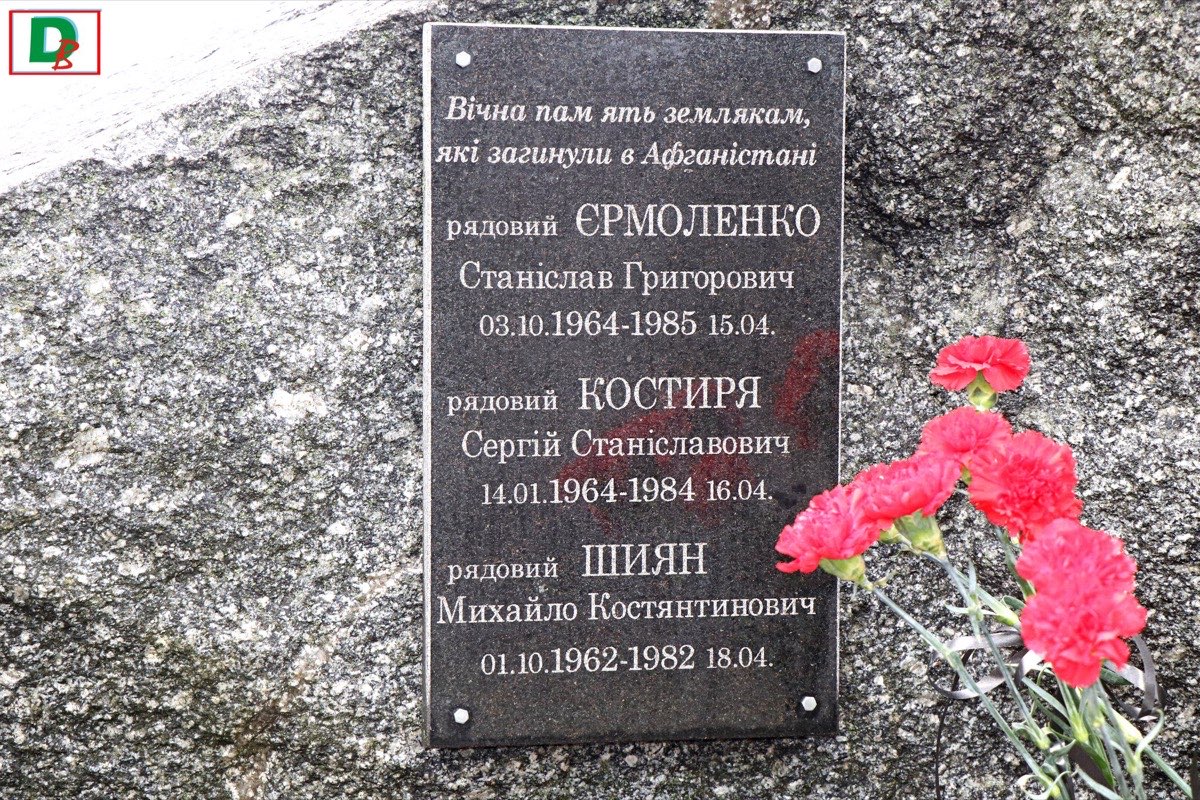 DB
Вічна пам ять землякам,
які загинули в Афганістані
рядовий ЄРМОЛЕНКО
Станіслав Григорович
03.10.1964-1985 15.04.
рядовий КОСТИРЯ
Сергій Станіславович
14.01.1964-1984 16.04.
рядовий ШИЯН
Михайло Костянтинович
01.10.1962-1982 18.04.